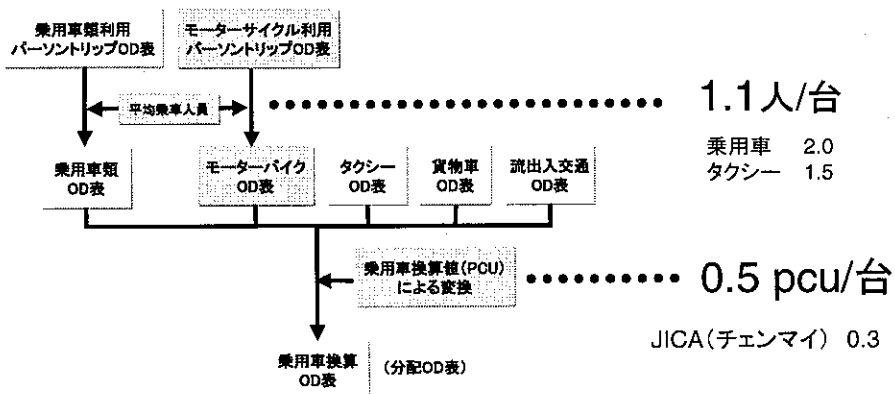 乗用車類利用
パーソントリップOD表
モーターサイクル利用
パーソントリップOD表
平均乗車人員
1.1人/台
乗用車 2.0
タクシー 1.5
乗用車類
OD表
モーターバイク
OD表
タクシー
OD表
貨物車
OD表
流出入交通
OD表
乗用車換算値(PCU)
による変換
0.5 pcu/台
JICA(チェンマイ) 0.3
乗用車換算
OD表
(分配OD表)